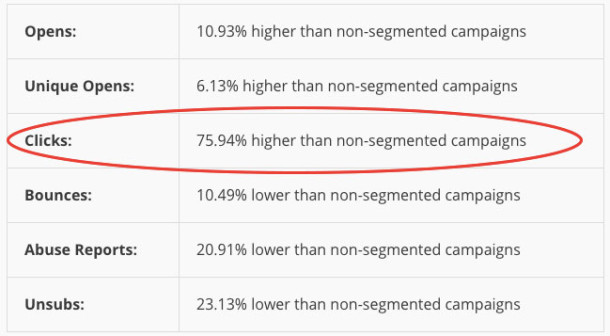 Opens: 10.93% higher than non-segmented campaigns
Unique Opens: 6.13% higher than non-segmented campaigns
Clicks: 75.94% higher than non-segmented campaigns
Bounces: 10.49% lower than non-segmented campaigns
Abuse Reports: 20.91% lower than non-segmented campaigns
Unsubs: 23.13% lower than non-segmented campaigns